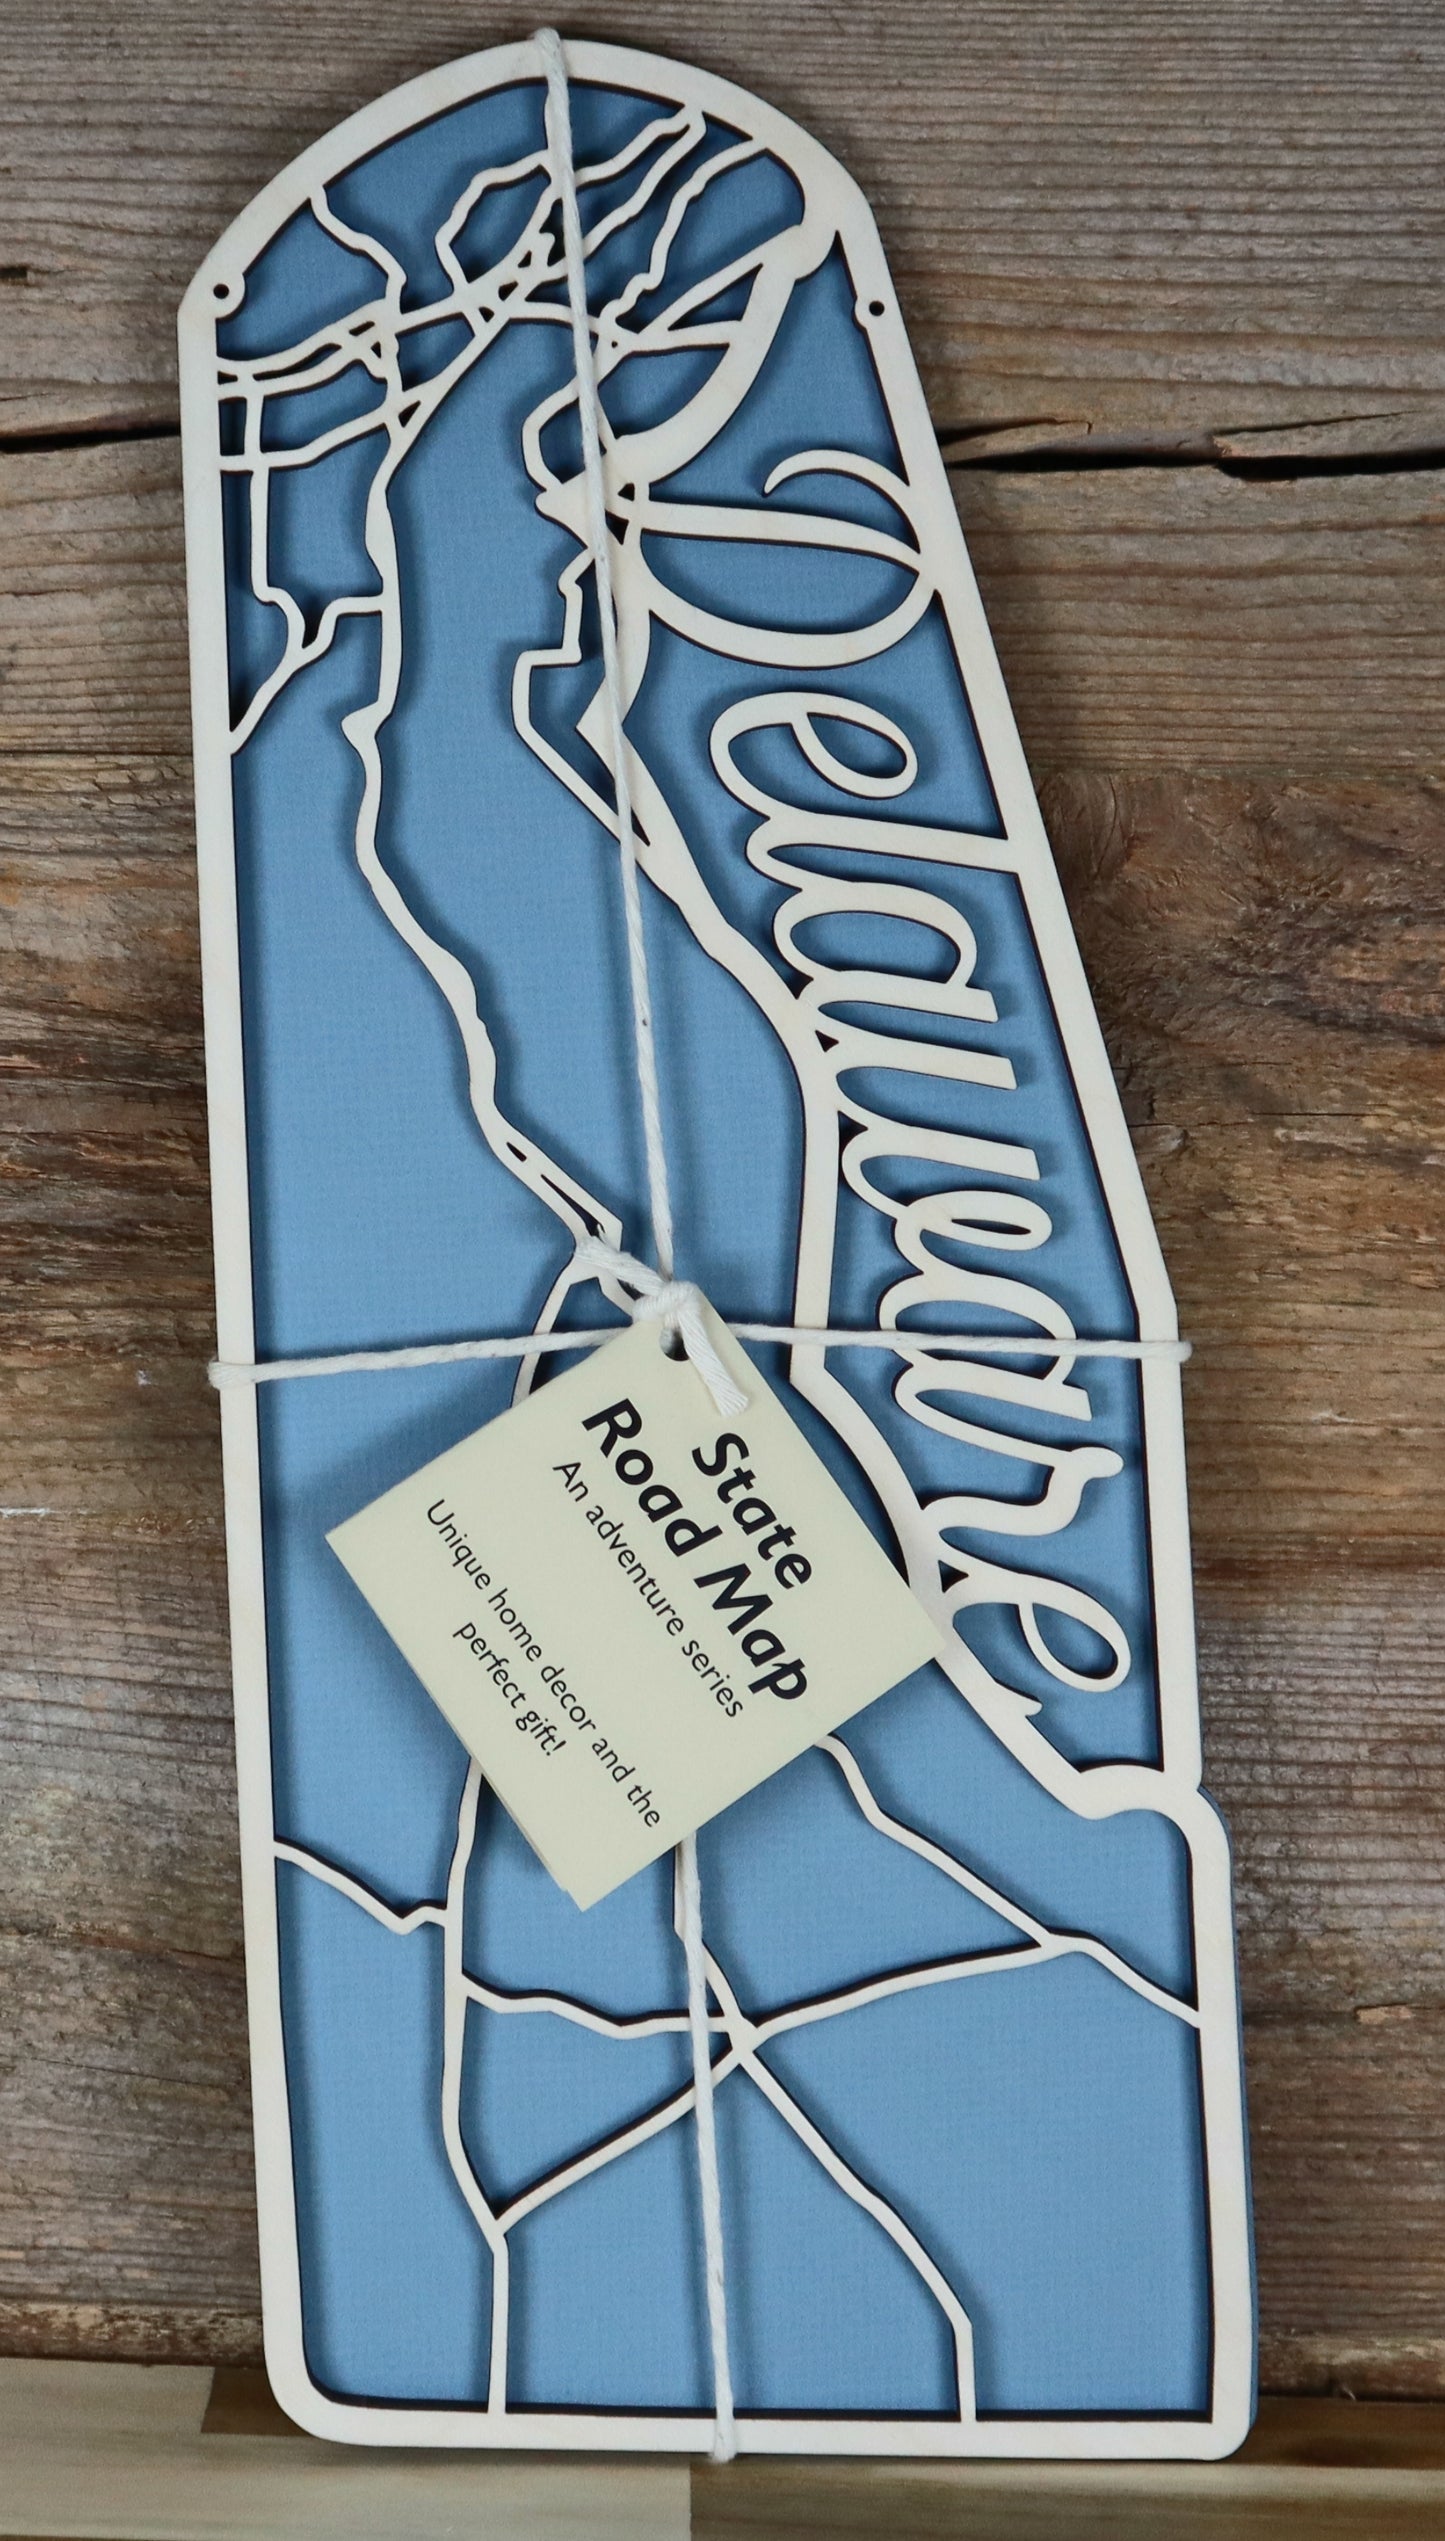 Delaware
State
Road Map
An adventure series
Unique home decor and the
perfect gift!